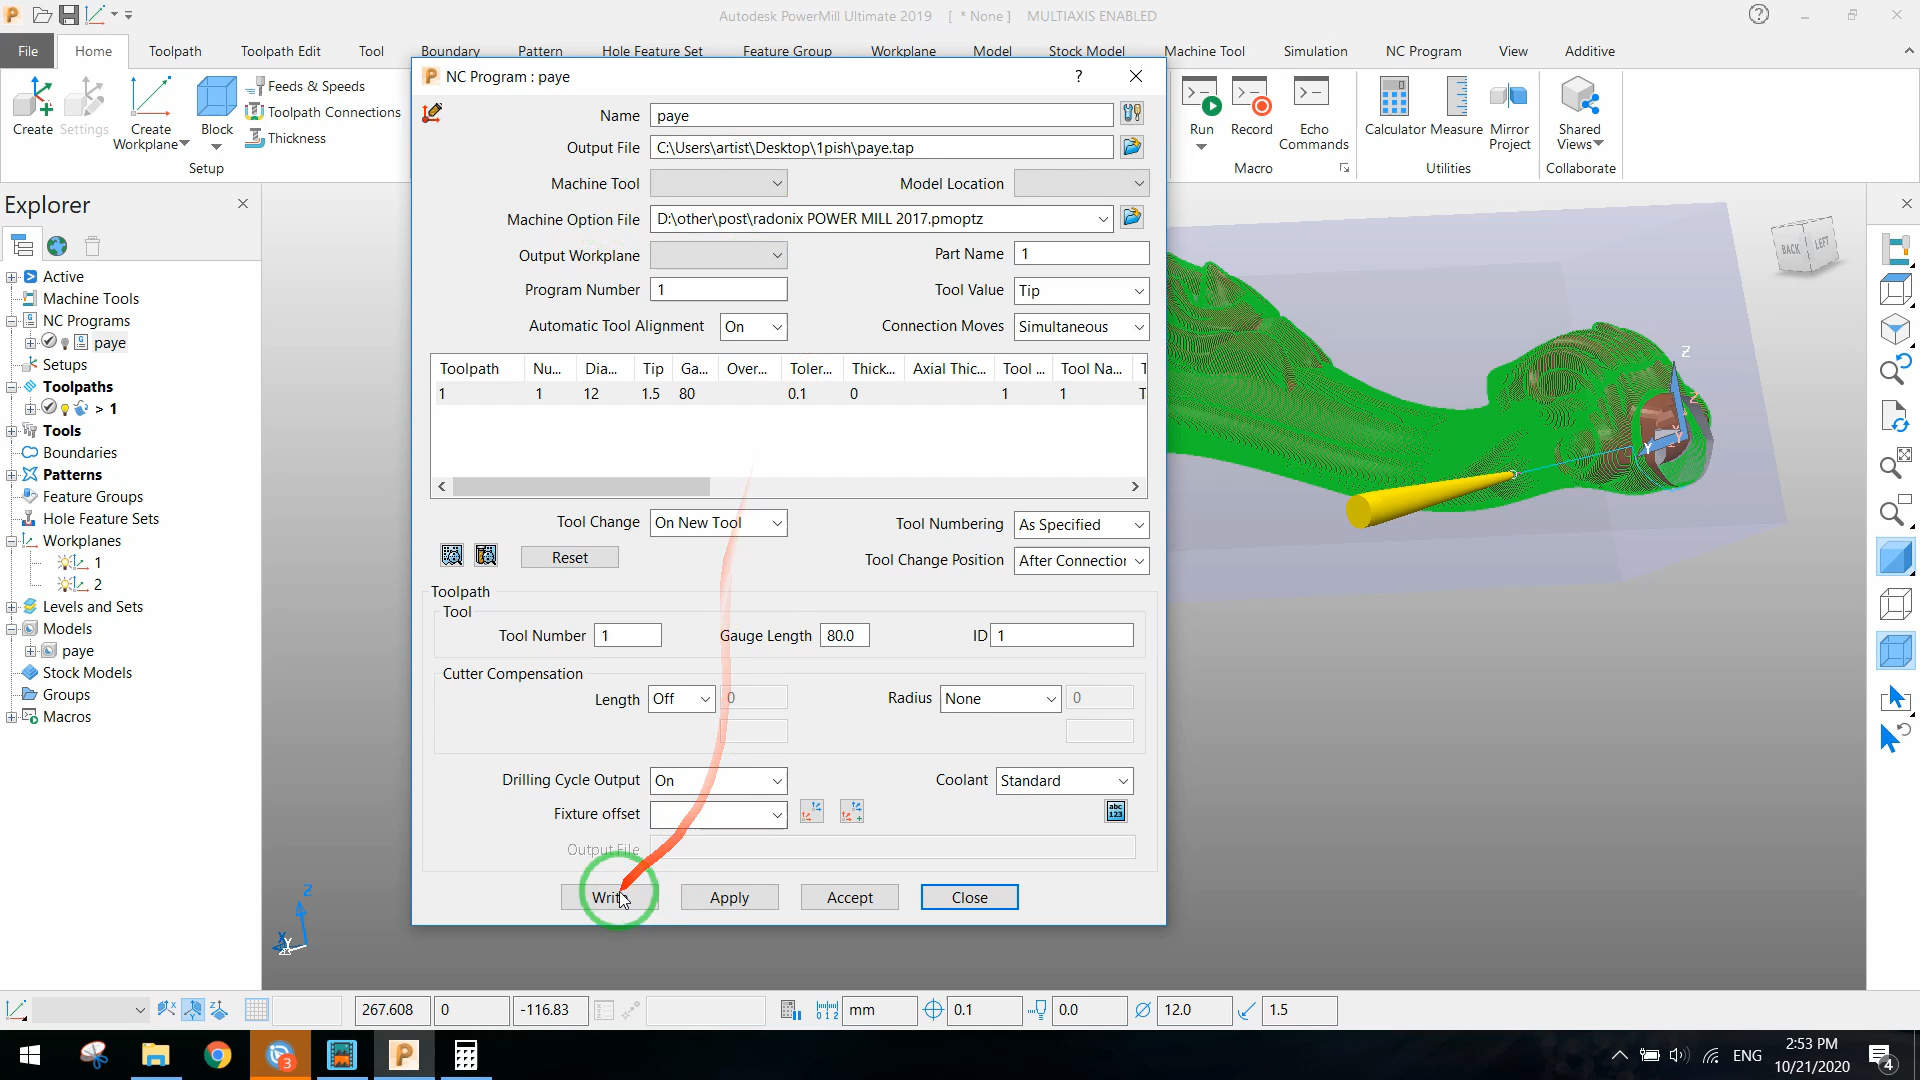 Autodesk PowerMill Ultimate 2019 [ * None ] MULTIAXIS ENABLED
File Home Toolpath Toolpath Edit Tool Boundary Pattern Hole Feature Set Feature Group Workplane Model Stock Model Machine Tool Simulation NC Program View Additive
Create
Settings
Create
Workplane
Block
Feeds & Speeds
Toolpath Connections
Thickness
Setup
Run
Record
Echo
Commands
Macro
Calculator
Measure
Mirror
Project
Utilities
Shared
Views
Collaborate
Explorer
Active
Machine Tools
NC Programs
paye
Setups
Toolpaths
> 1
Tools
Boundaries
Patterns
Feature Groups
Hole Feature Sets
Workplanes
1
2
Levels and Sets
Models
paye
Stock Models
Groups
Macros
NC Program : paye ?
Name paye
Output File C:\Users\artist\Desktop\1pish\paye.tap
Machine Tool Model Location
Machine Option File D:\other\post\radonix POWER MILL 2017.pmoptz
Output Workplane Part Name 1
Program Number 1 Tool Value Tip
Automatic Tool Alignment On Connection Moves Simultaneous
Toolpath Nu... Dia... Tip Ga... Over... Toler... Thick... Axial Thic... Tool ... Tool Na... T
1 1 12 1.5 80 0.1 0 1 1 T
Tool Change On New Tool Tool Numbering As Specified
Reset Tool Change Position After Connection
Toolpath
Tool
Tool Number 1 Gauge Length 80.0 ID 1
Cutter Compensation
Length Off 0 Radius None 0
Drilling Cycle Output On Coolant Standard
Fixture offset
abc
123
Output File
Write Apply Accept Close
BACK LEFT
Z
Z
Y
X
Y
Z
X
Y
267.608 0 -116.83 mm 0.1 0.0 12.0 1.5
3
ENG
2:53 PM
10/21/2020
4